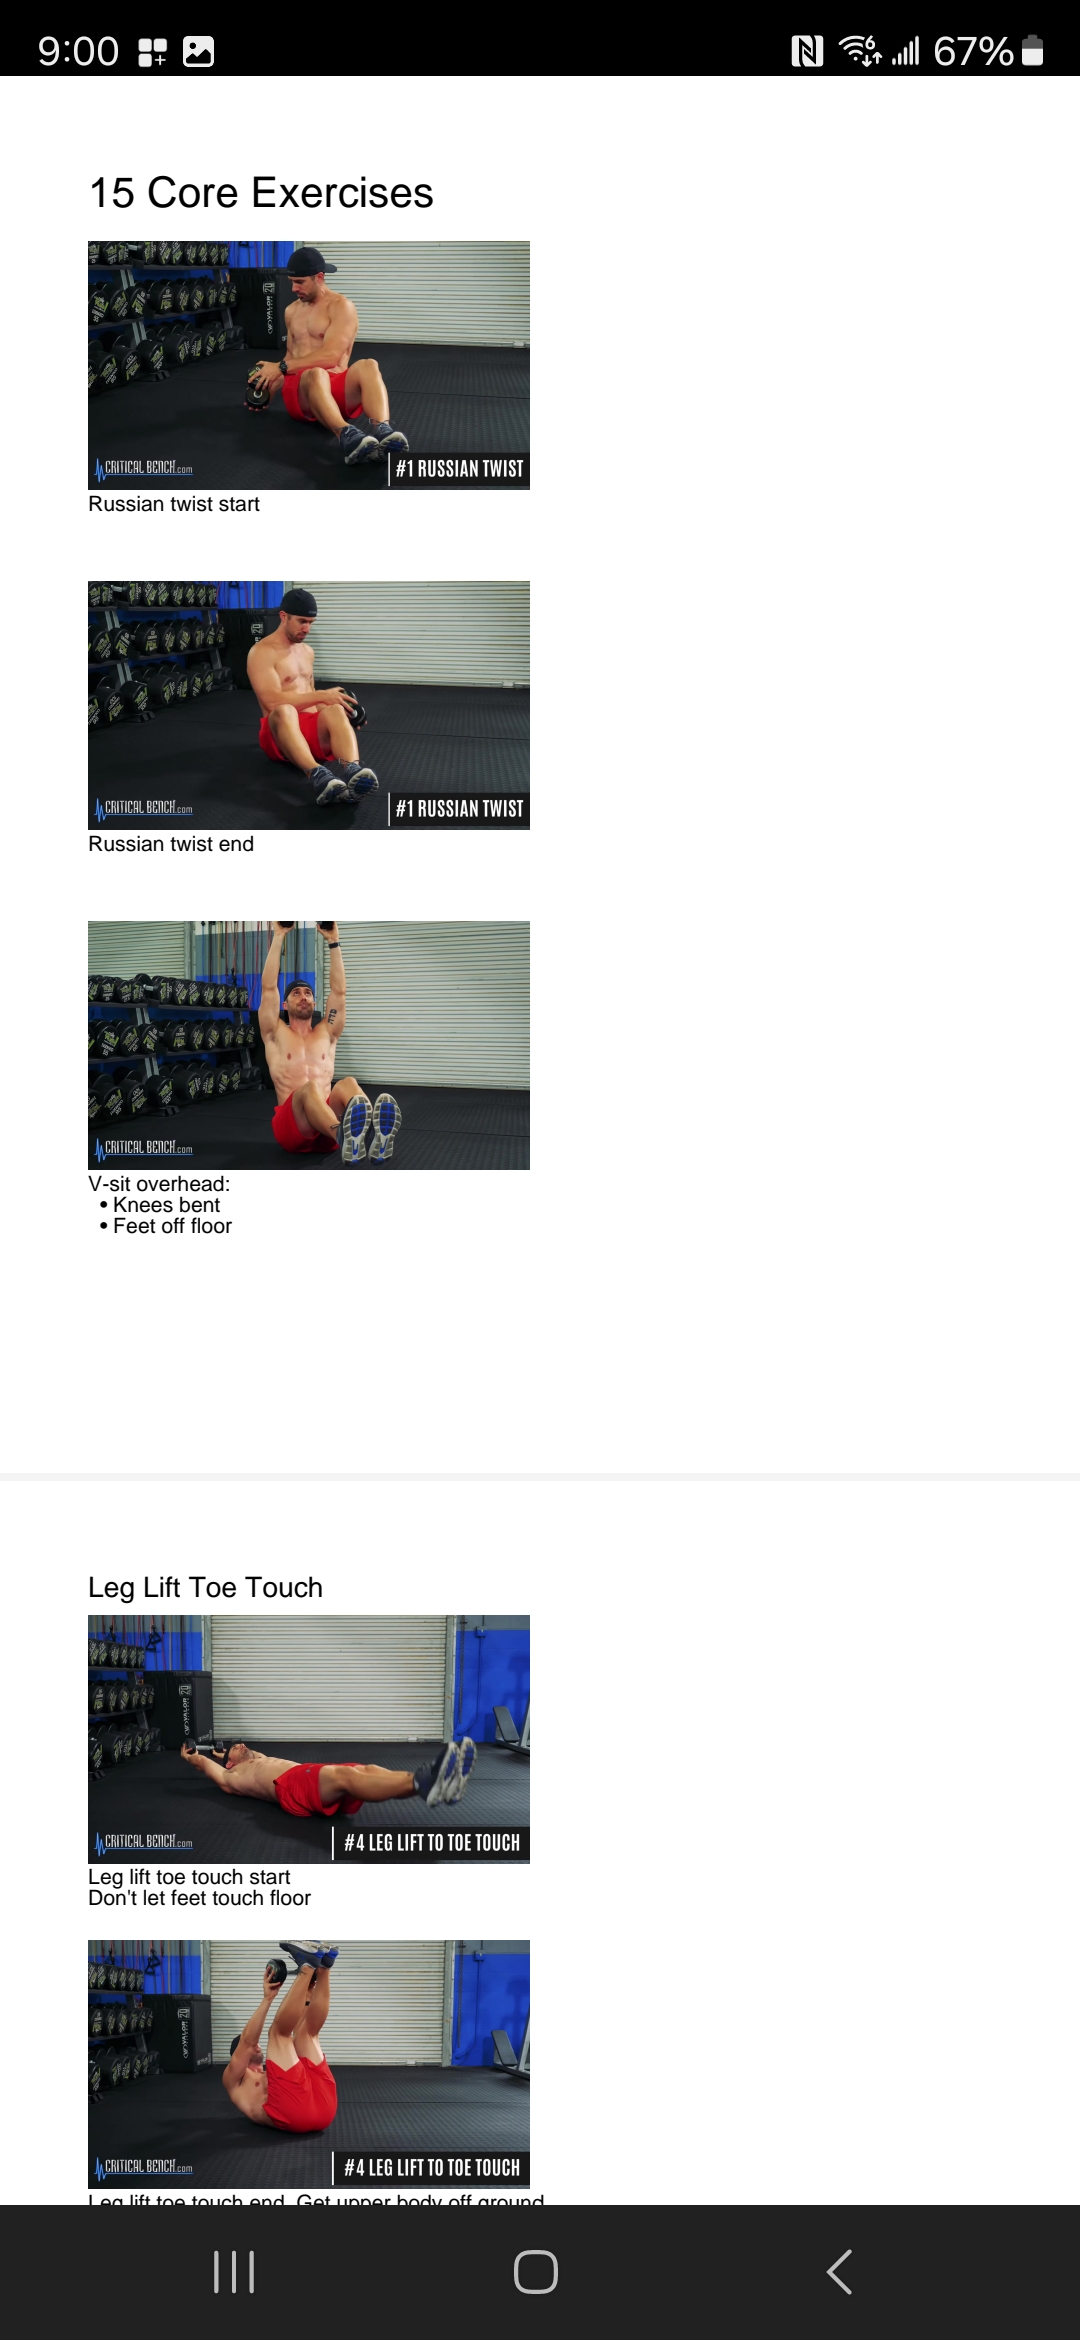 9:00
67%
15 Core Exercises
CRITICAL BENCH.com
#1 RUSSIAN TWIST
Russian twist start
CRITICAL BENCH.com
#1 RUSSIAN TWIST
Russian twist end
CRITICAL BENCH.com
V-sit overhead:
• Knees bent
• Feet off floor
Leg Lift Toe Touch
CRITICAL BENCH.com
#4 LEG LIFT TO TOE TOUCH
Leg lift toe touch start
Don't let feet touch floor
CRITICAL BENCH.com
#4 LEG LIFT TO TOE TOUCH
Leg lift toe touch end. Get upper body off ground